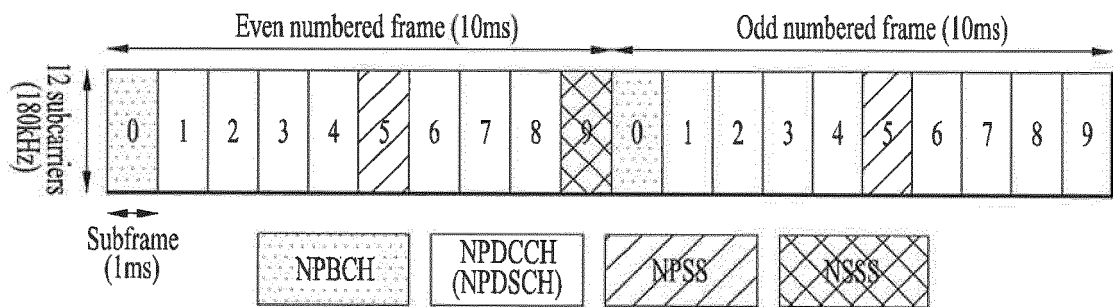 Even numbered frame (10ms)
Odd numbered frame (10ms)
12 subcarriers
(180kHz)
0 1 2 3 4 5 6 7 8 9 0 1 2 3 4 5 6 7 8 9
Subframe
(1ms)
NPBCH
NPDCCH
(NPDSCH)
NPSS
NSSS